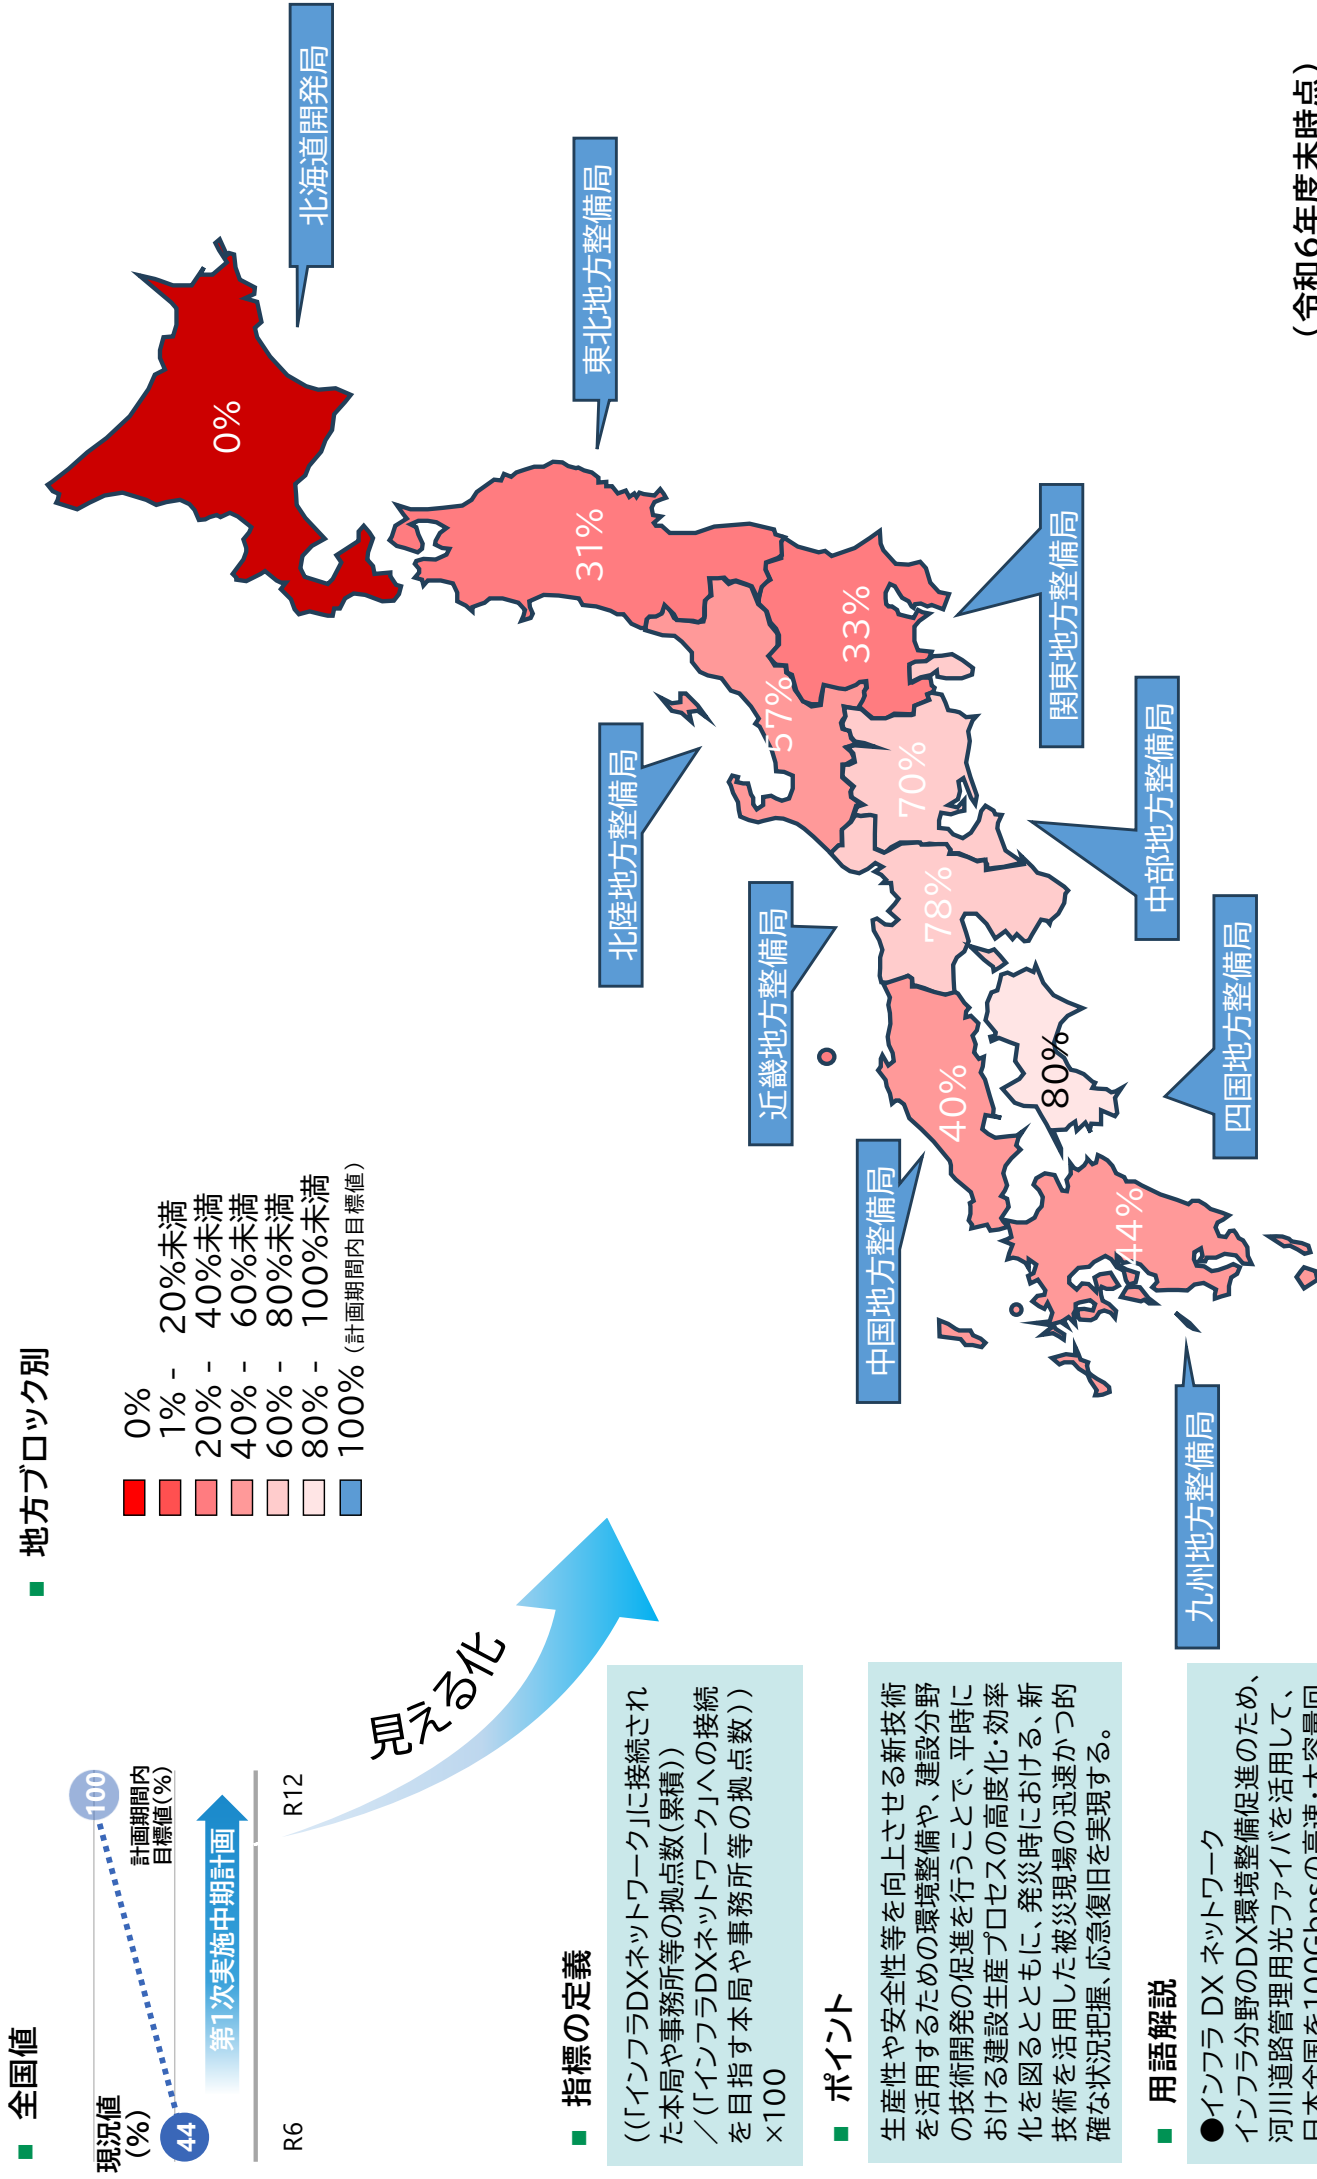 ■ 全国値
現況値
(%)
44
100
計画期間内
目標値(%)
第1次実施中期計画
R6
R12
見える化
■ 指標の定義
((「インフラDXネットワーク」に接続され
た本局や事務所等の拠点数(累積))
/(「インフラDXネットワーク」への接続
を目指す本局や事務所等の拠点数))
×100
■ ポイント
生産性や安全性等を向上させる新技術
を活用するための環境整備や、建設分野
の技術開発の促進を行うことで、平時に
おける建設生産プロセスの高度化・効率
化を図るとともに、発災時における、新
技術を活用した被災現場の迅速かつ的
確な状況把握、応急復旧を実現する。
■ 用語解説
●インフラ DX ネットワーク
インフラ分野のDX環境整備促進のため、
河川道路管理用光ファイバを活用して、
日本全国を100Gbpsの高速・大容量回
■ 地方ブロック別
0%
1% - 20%未満
20% - 40%未満
40% - 60%未満
60% - 80%未満
80% - 100%未満
100%(計画期間内目標値)
北海道開発局
0%
東北地方整備局
31%
関東地方整備局
33%
北陸地方整備局
57%
中部地方整備局
70%
近畿地方整備局
78%
中国地方整備局
40%
四国地方整備局
80%
九州地方整備局
44%
(令和6年度末時点)